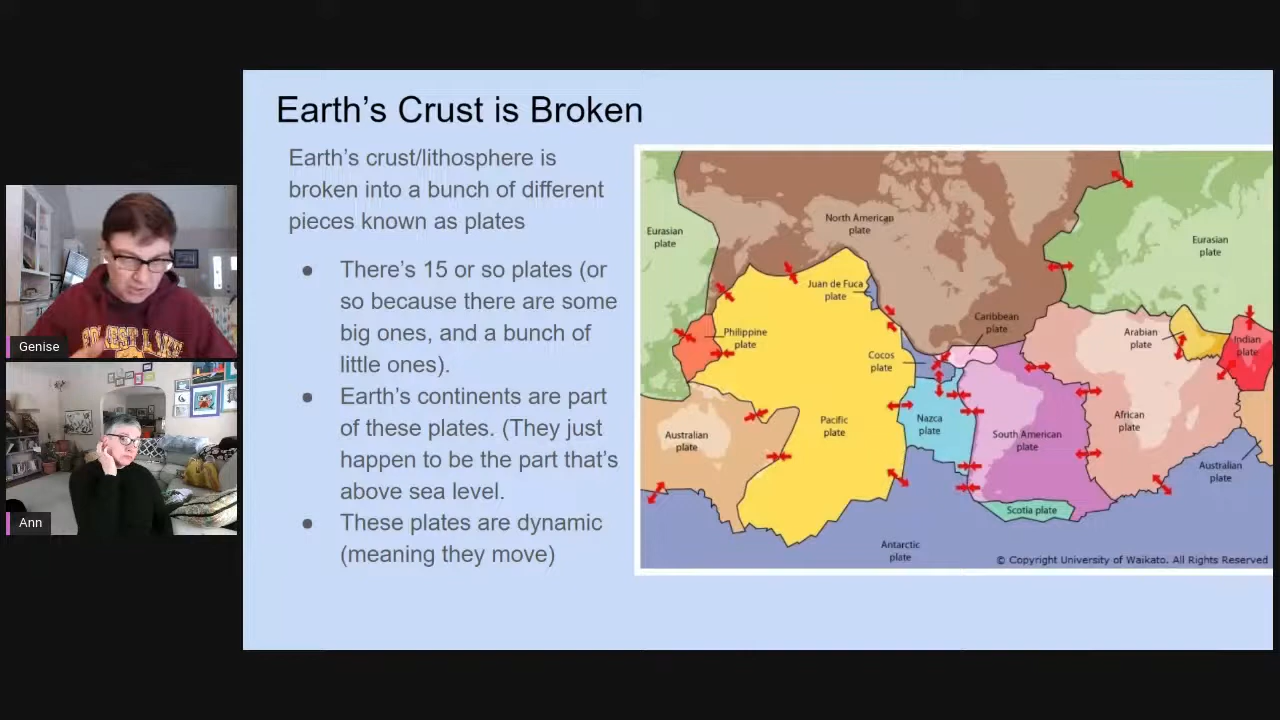 Earth's Crust is Broken
Earth's crust/lithosphere is
broken into a bunch of different
pieces known as plates
● There's 15 or so plates (or
so because there are some
big ones, and a bunch of
little ones).
● Earth's continents are part
of these plates. (They just
happen to be the part that's
above sea level.
● These plates are dynamic
(meaning they move)
Eurasian
plate
North American
plate
Eurasian
plate
Juan de Fuca
plate
Caribbean
plate
Philippine
plate
Arabian
plate
Indian
plate
Cocos
plate
Australian
plate
Pacific
plate
Nazca
plate
South American
plate
African
plate
Australian
plate
Scotia plate
Antarctic
plate
© Copyright University of Waikato. All Rights Reserved
Genise
Ann